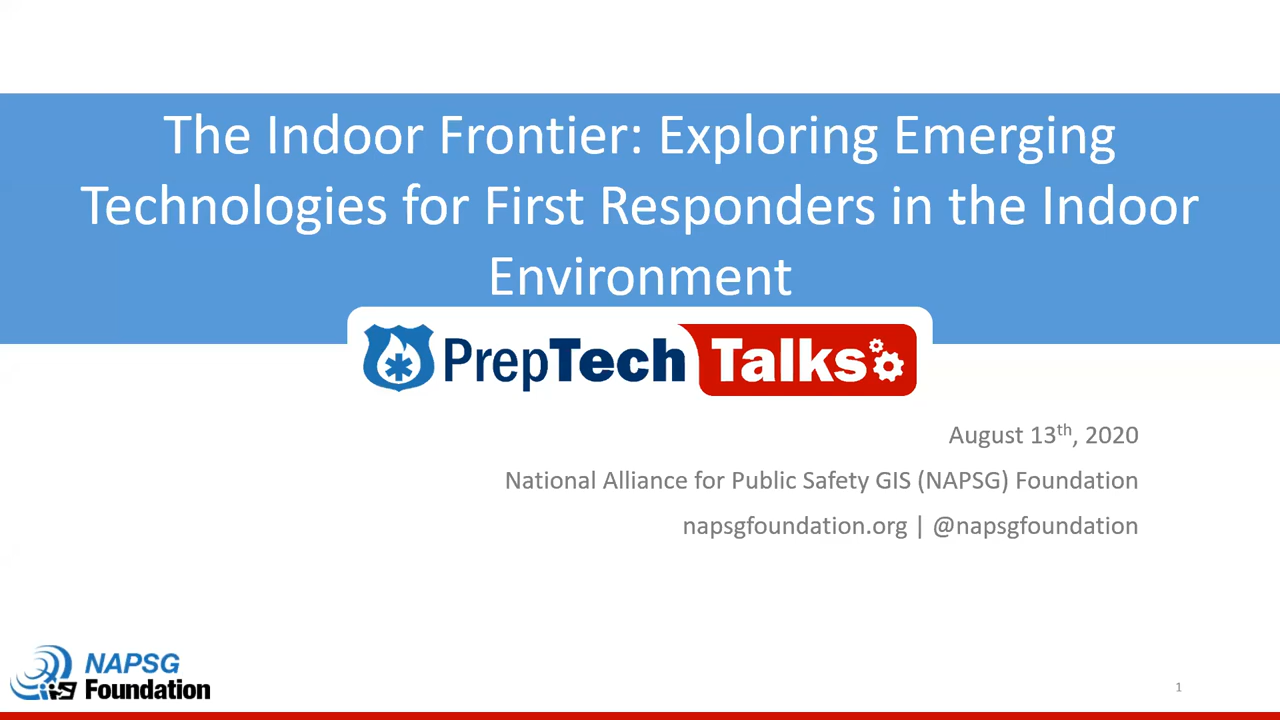 The Indoor Frontier: Exploring Emerging
Technologies for First Responders in the Indoor
Environment
PrepTech Talks
August 13th, 2020
National Alliance for Public Safety GIS (NAPSG) Foundation
napsgfoundation.org | @napsgfoundation
NAPSG
Foundation
1